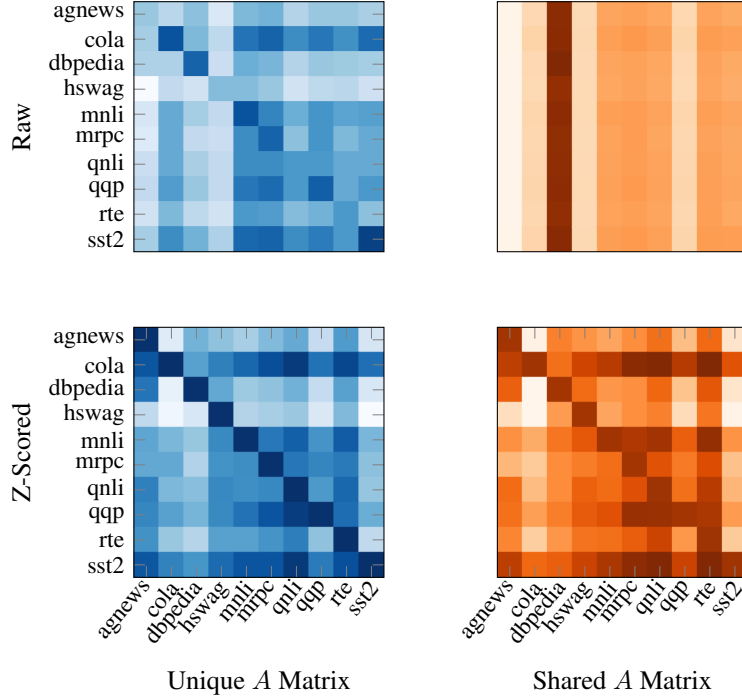 Raw
agnews
cola
dbpedia
hswag
mnli
mrpc
qnli
qqp
rte
sst2
Z-Scored
agnews
cola
dbpedia
hswag
mnli
mrpc
qnli
qqp
rte
sst2
agnews
cola
dbpedia
hswag
mnli
mrpc
qnli
qqp
rte
sst2
agnews
cola
dbpedia
hswag
mnli
mrpc
qnli
qqp
rte
sst2
Unique A Matrix
Shared A Matrix